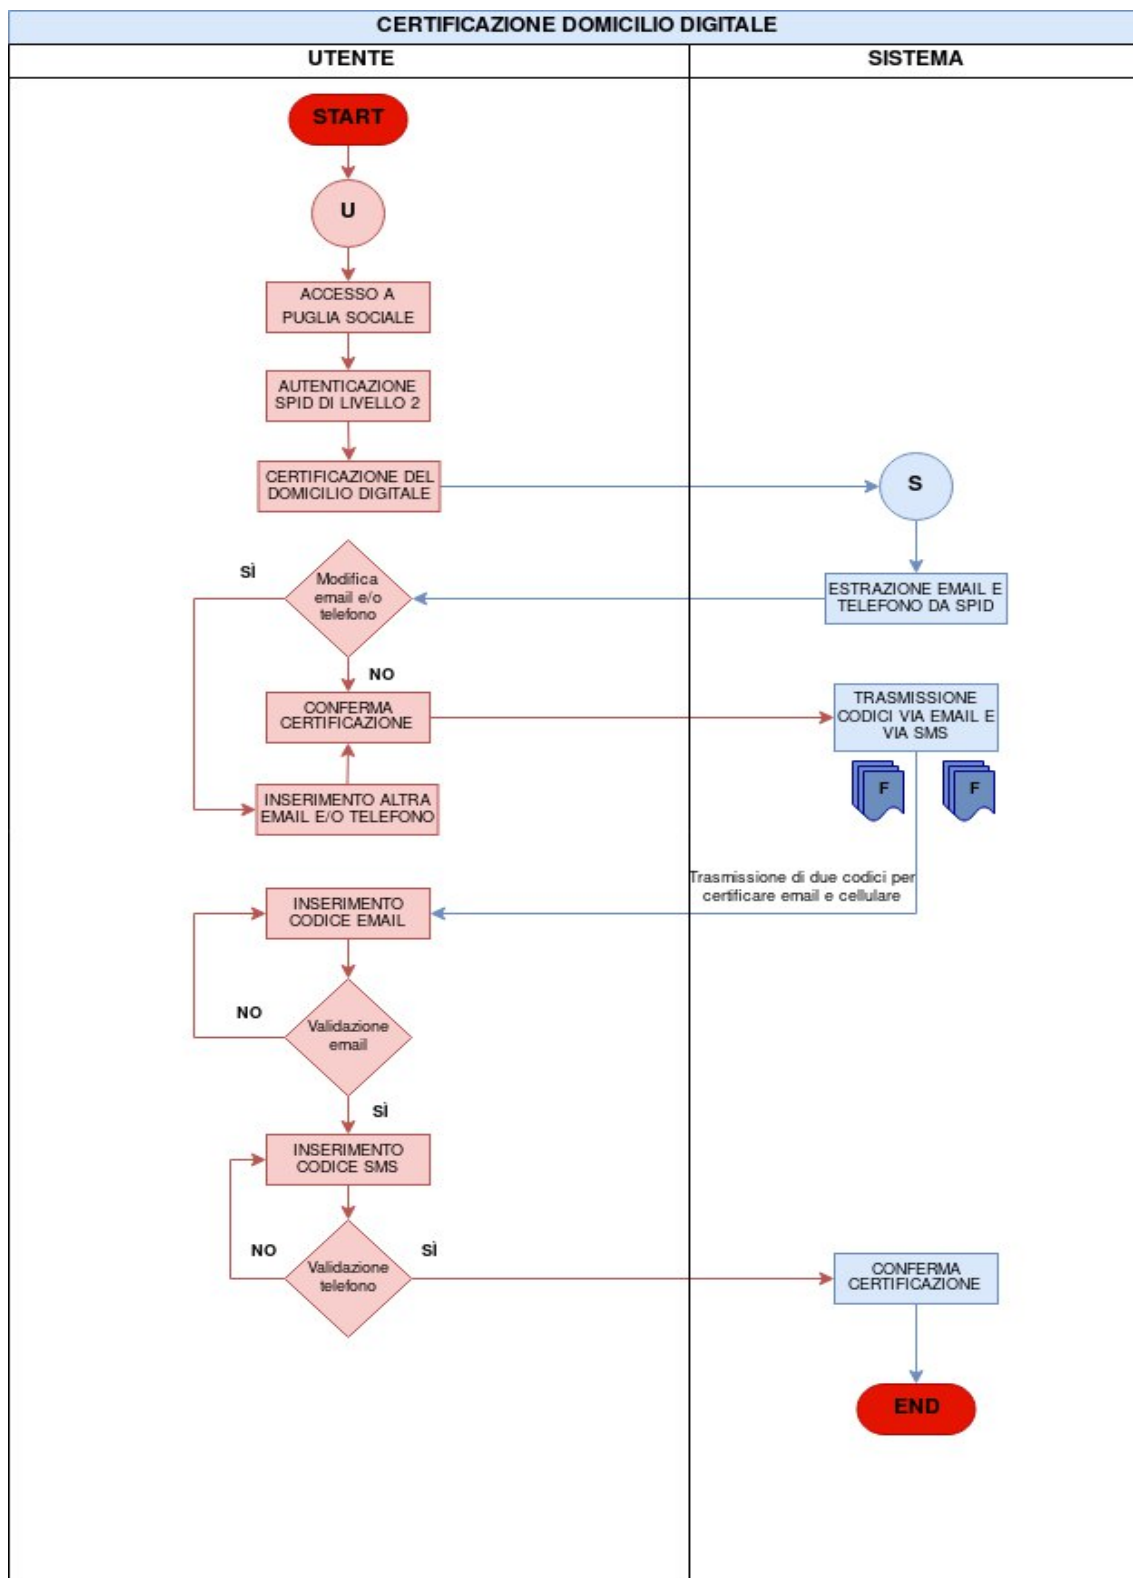 CERTIFICAZIONE DOMICILIO DIGITALE
UTENTE
SISTEMA
START
U
ACCESSO A
PUGLIA SOCIALE
AUTENTICAZIONE
SPID DI LIVELLO 2
CERTIFICAZIONE DEL
DOMICILIO DIGITALE
S
SÌ
Modifica
email e/o
telefono
ESTRAZIONE EMAIL E
TELEFONO DA SPID
NO
CONFERMA
CERTIFICAZIONE
TRASMISSIONE
CODICI VIA EMAIL E
VIA SMS
F
F
INSERIMENTO ALTRA
EMAIL E/O TELEFONO
Trasmissione di due codici per
certificare email e cellulare
INSERIMENTO
CODICE EMAIL
NO
Validazione
email
SÌ
INSERIMENTO
CODICE SMS
NO
Validazione
telefono
SÌ
CONFERMA
CERTIFICAZIONE
END